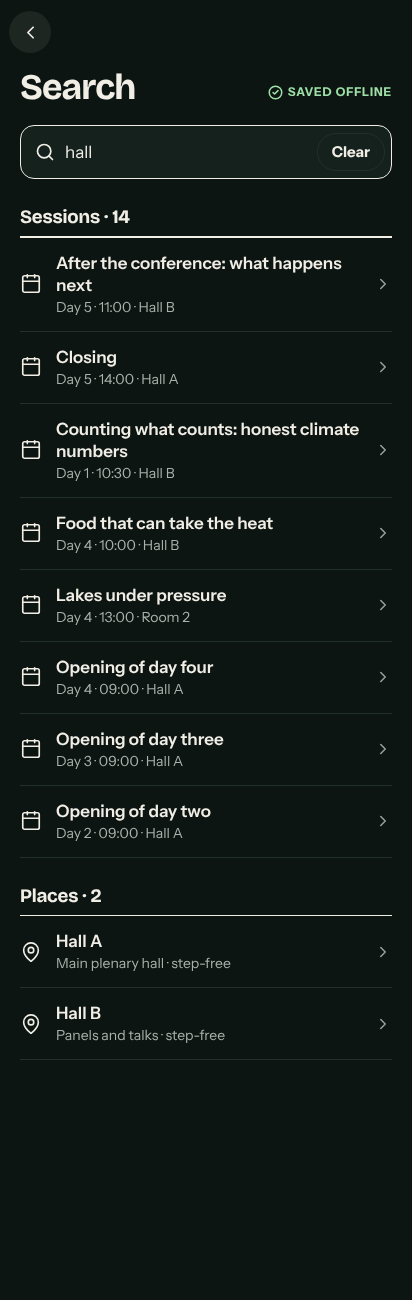 Search
SAVED OFFLINE
hall
Clear
Sessions · 14
After the conference: what happens
next
Day 5 · 11:00 · Hall B
Closing
Day 5 · 14:00 · Hall A
Counting what counts: honest climate
numbers
Day 1 · 10:30 · Hall B
Food that can take the heat
Day 4 · 10:00 · Hall B
Lakes under pressure
Day 4 · 13:00 · Room 2
Opening of day four
Day 4 · 09:00 · Hall A
Opening of day three
Day 3 · 09:00 · Hall A
Opening of day two
Day 2 · 09:00 · Hall A
Places · 2
Hall A
Main plenary hall · step-free
Hall B
Panels and talks · step-free